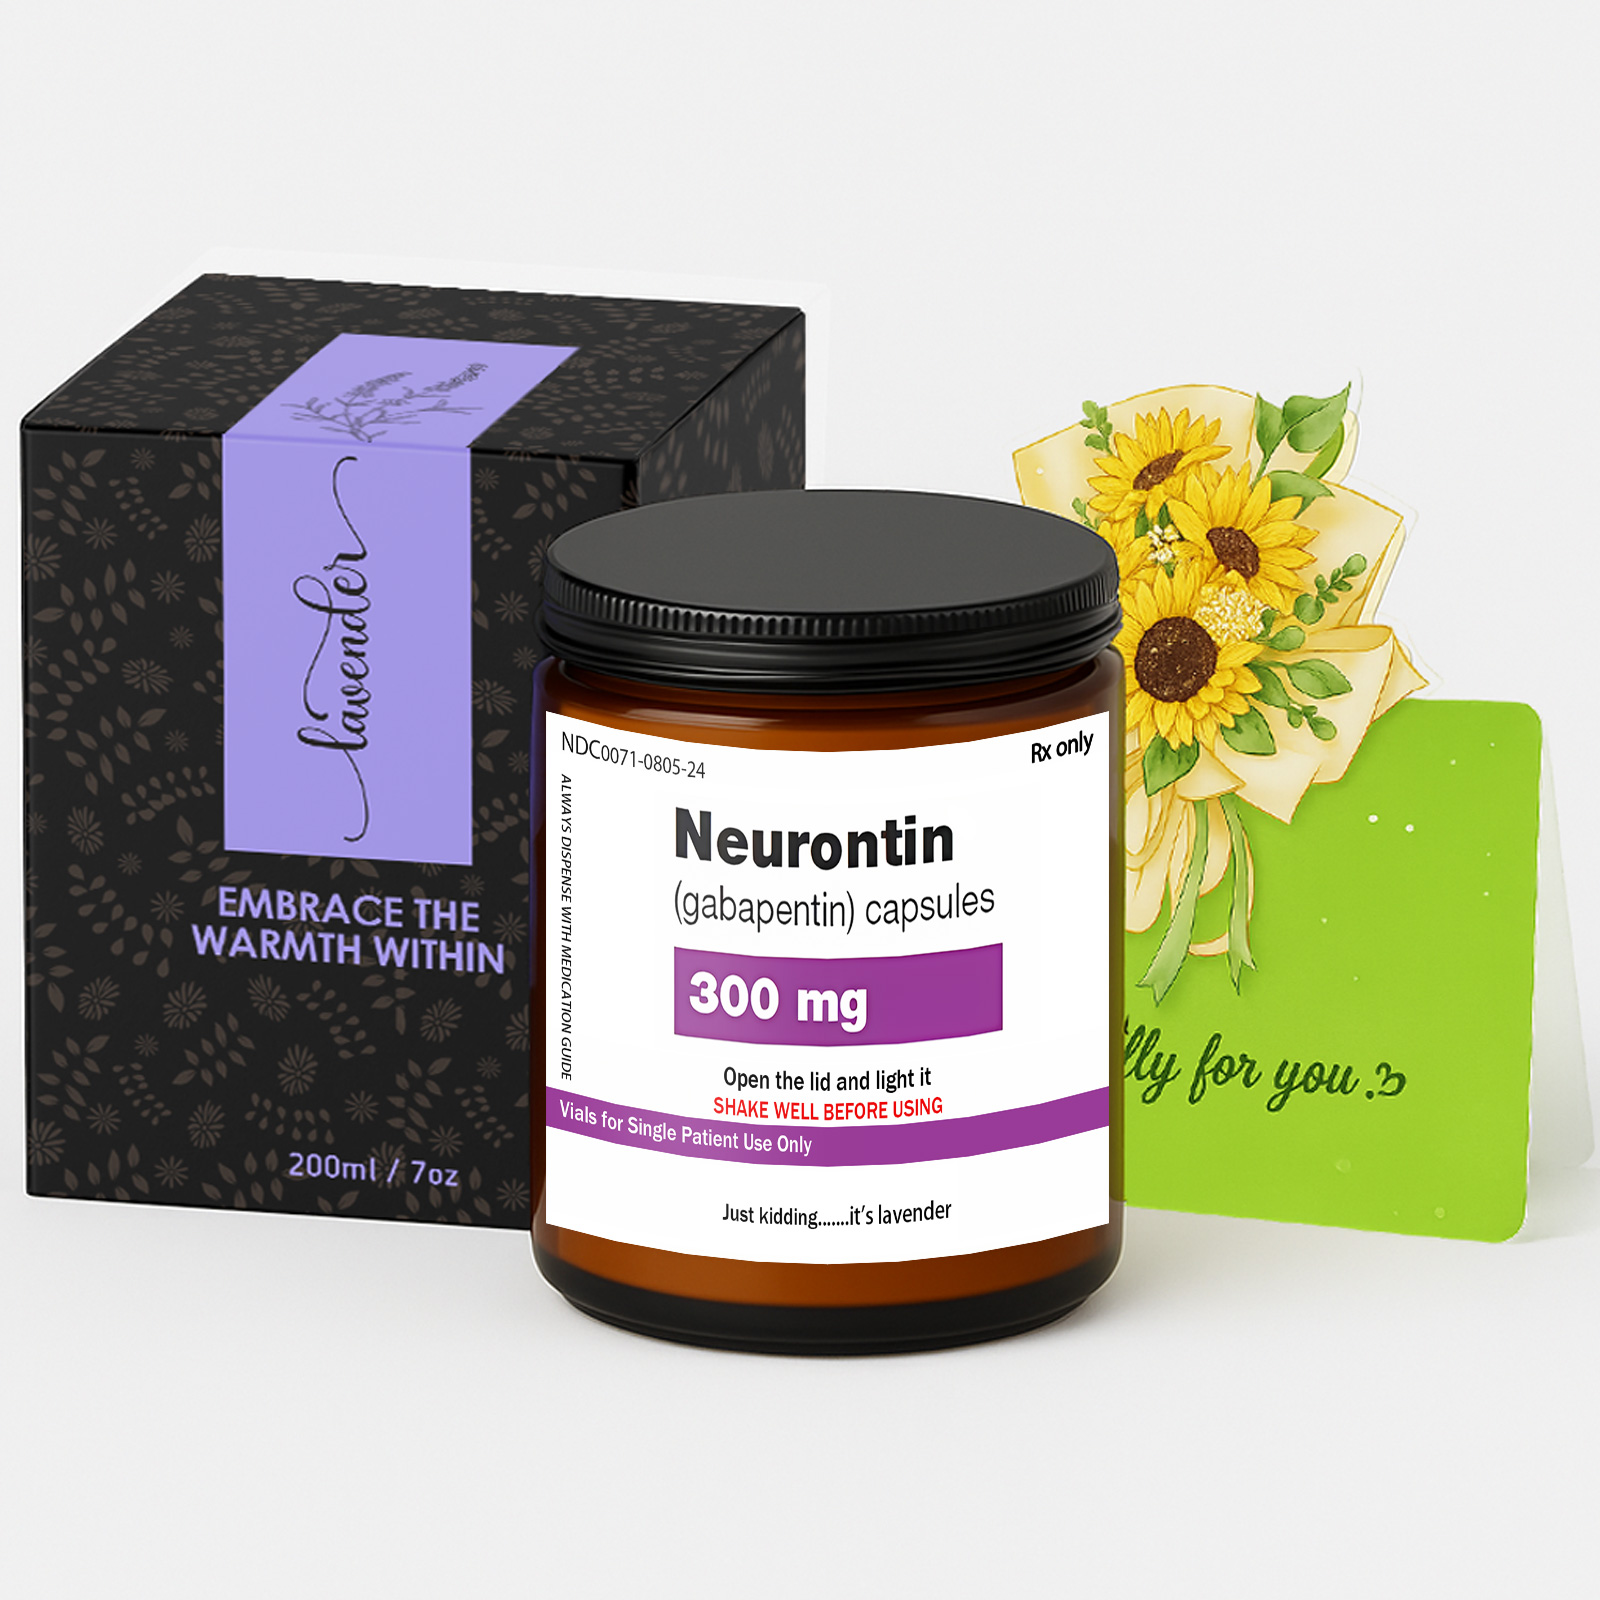 lavender
EMBRACE THE
WARMTH WITHIN
200ml / 7oz
NDC0071-0805-24
Rx only
ALWAYS DISPENSE WITH MEDICATION GUIDE
Neurontin
(gabapentin) capsules
300 mg
Open the lid and light it
SHAKE WELL BEFORE USING
Vials for Single Patient Use Only
Just kidding.......it's lavender
for you.